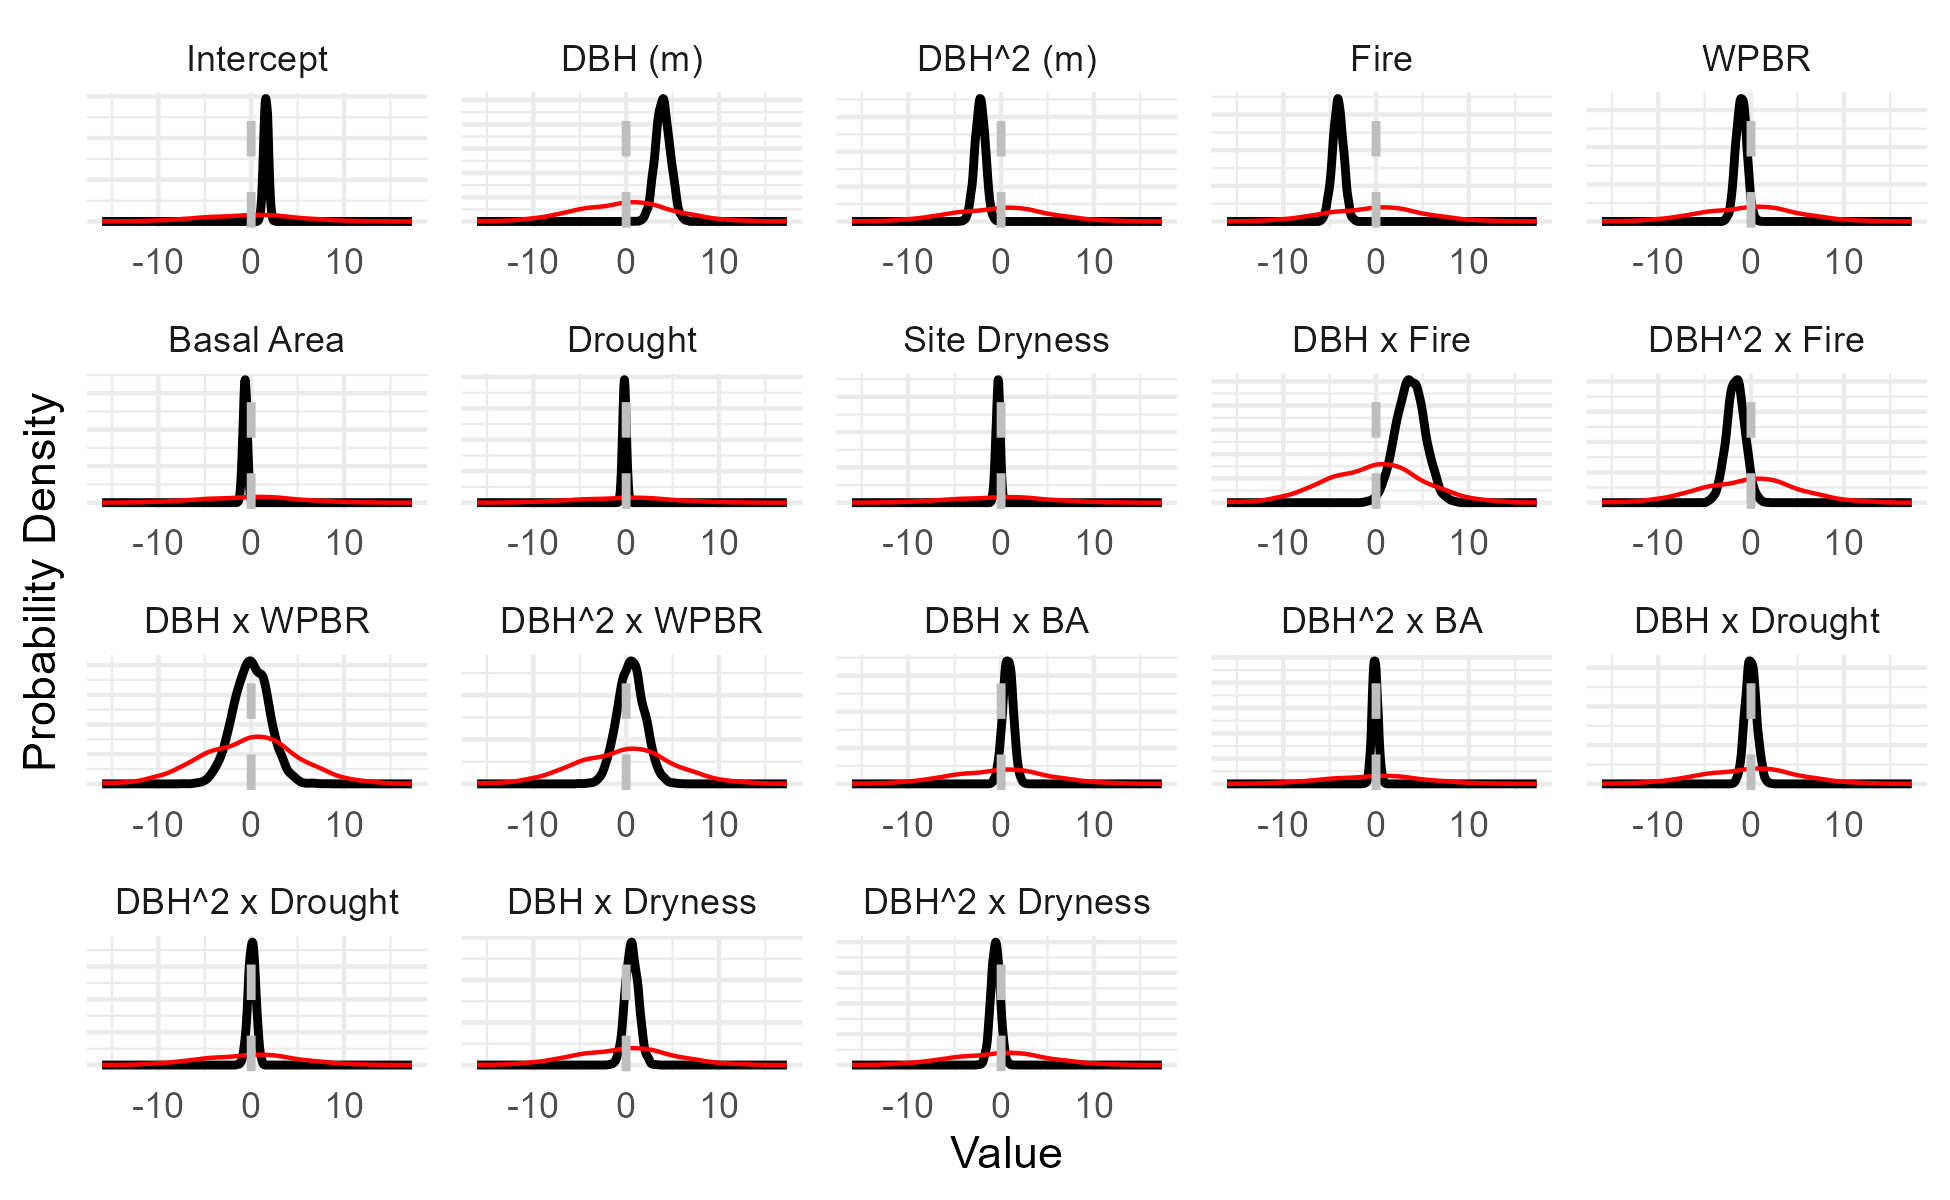 Intercept
DBH (m)
DBH^2 (m)
Fire
WPBR
-10 0 10
-10 0 10
-10 0 10
-10 0 10
-10 0 10
Basal Area
Drought
Site Dryness
DBH x Fire
DBH^2 x Fire
-10 0 10
-10 0 10
-10 0 10
-10 0 10
-10 0 10
DBH x WPBR
DBH^2 x WPBR
DBH x BA
DBH^2 x BA
DBH x Drought
-10 0 10
-10 0 10
-10 0 10
-10 0 10
-10 0 10
DBH^2 x Drought
DBH x Dryness
DBH^2 x Dryness
-10 0 10
-10 0 10
-10 0 10
Probability Density
Value